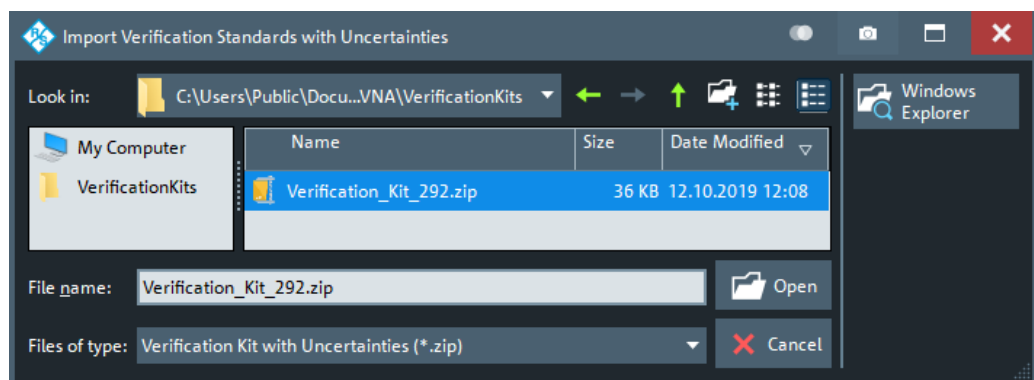 R&S Import Verification Standards with Uncertainties
Look in: C:\Users\Public\Docu...VNA\VerificationKits
Windows
Explorer
My Computer
VerificationKits
Name Size Date Modified
Verification_Kit_292.zip 36 KB 12.10.2019 12:08
File name: Verification_Kit_292.zip
Open
Files of type: Verification Kit with Uncertainties (*.zip)
Cancel